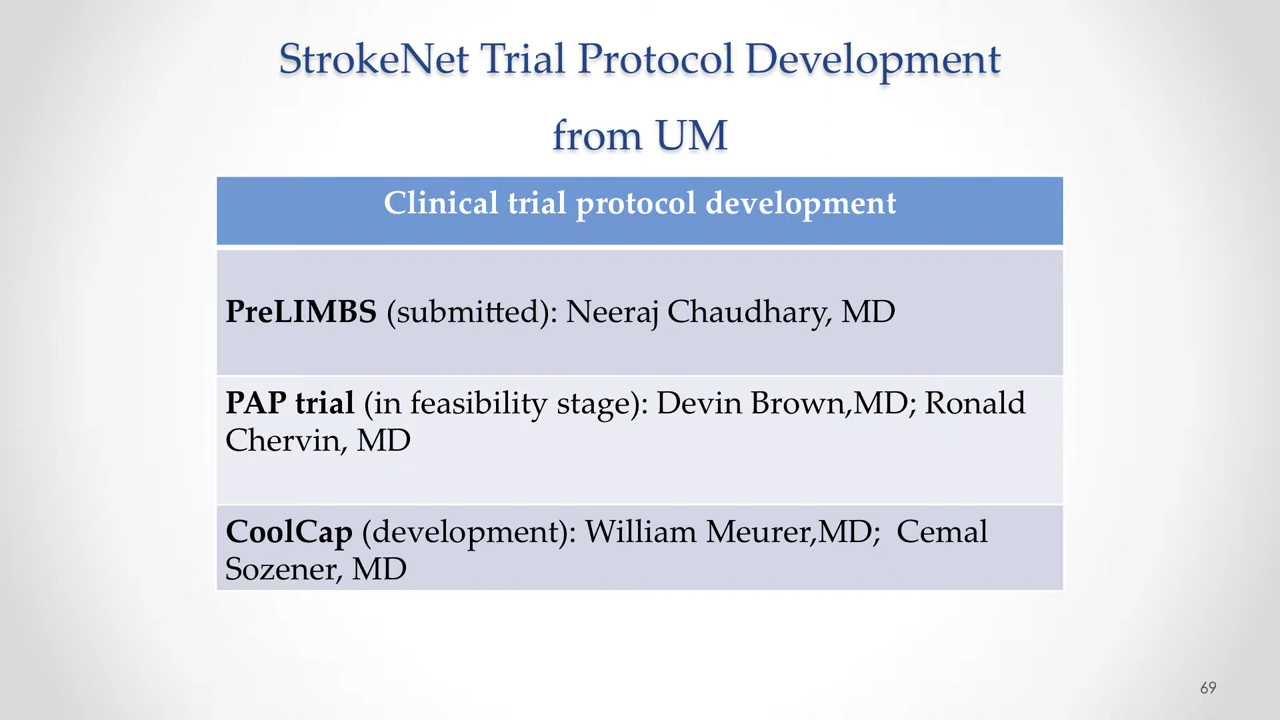 StrokeNet Trial Protocol Development
from UM
Clinical trial protocol development
PreLIMBS (submitted): Neeraj Chaudhary, MD
PAP trial (in feasibility stage): Devin Brown,MD; Ronald
Chervin, MD
CoolCap (development): William Meurer,MD;  Cemal
Sozener, MD
69